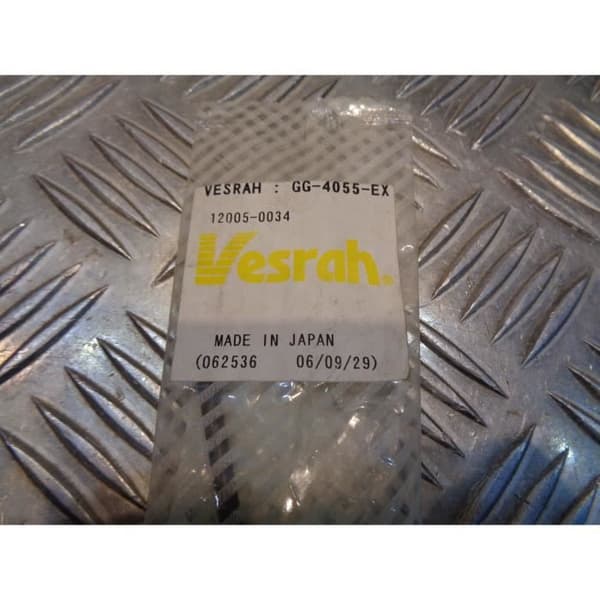 VESRAH : GG-4055-EX
12005-0034
Vesrah®
MADE IN JAPAN
(062536 06/09/29)